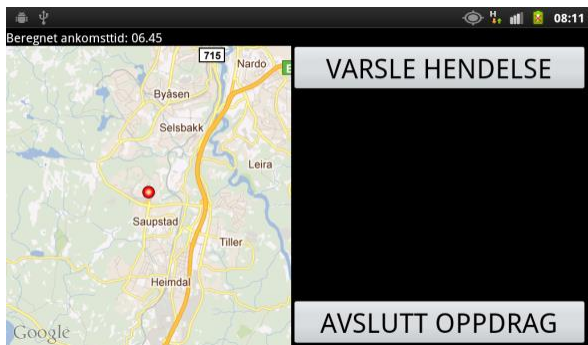 H 08:11
Beregnet ankomsttid: 06.45
715
Nardo
E
Byåsen
Selsbakk
Leira
Saupstad
Tiller
Heimdal
Google
VARSLE HENDELSE
AVSLUTT OPPDRAG